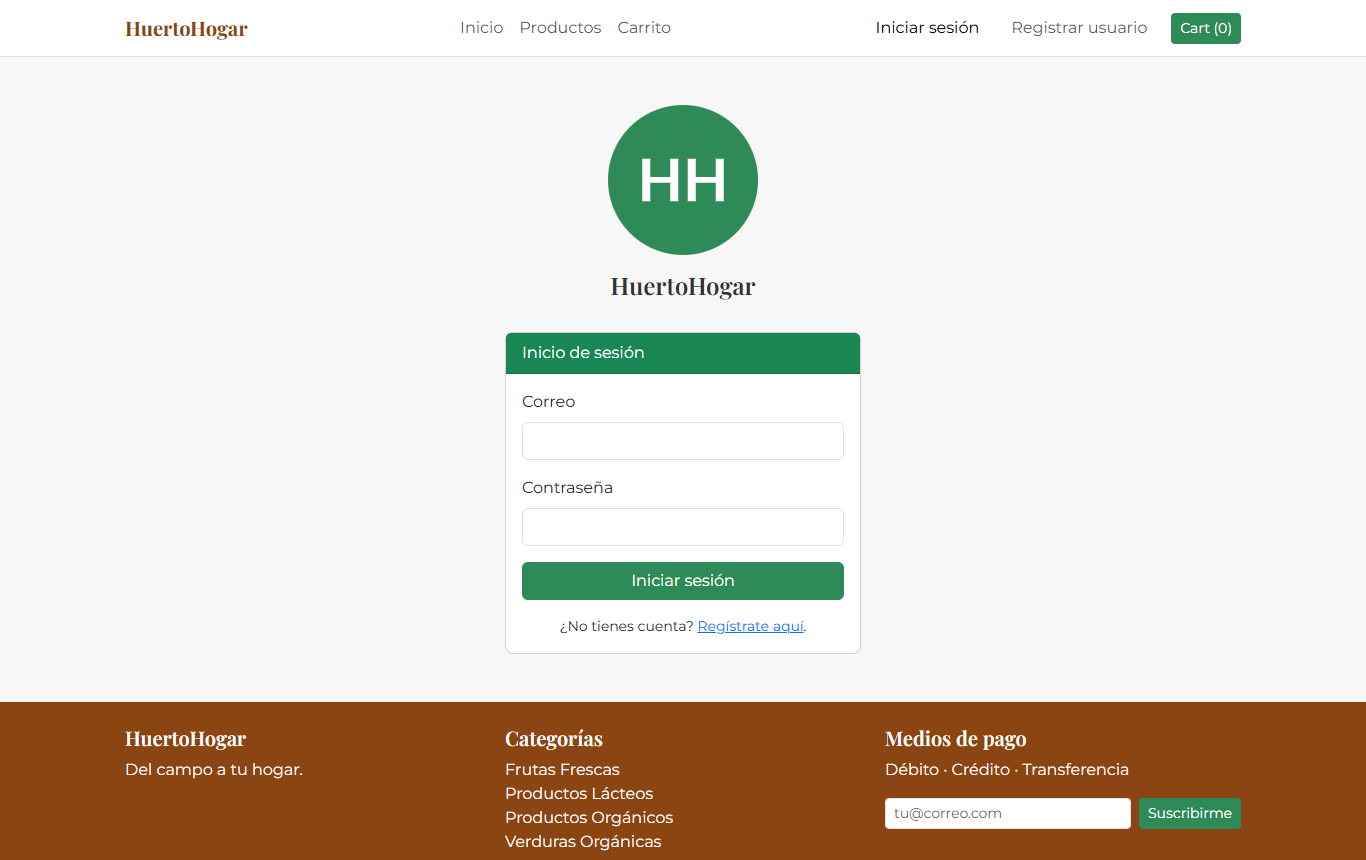 HuertoHogar Inicio Productos Carrito Iniciar sesión Registrar usuario Cart (0)
HH
HuertoHogar
Inicio de sesión
Correo
Contraseña
Iniciar sesión
¿No tienes cuenta? Regístrate aquí.
HuertoHogar
Del campo a tu hogar.
Categorías
Frutas Frescas
Productos Lácteos
Productos Orgánicos
Verduras Orgánicas
Medios de pago
Débito · Crédito · Transferencia
tu@correo.com Suscribirme